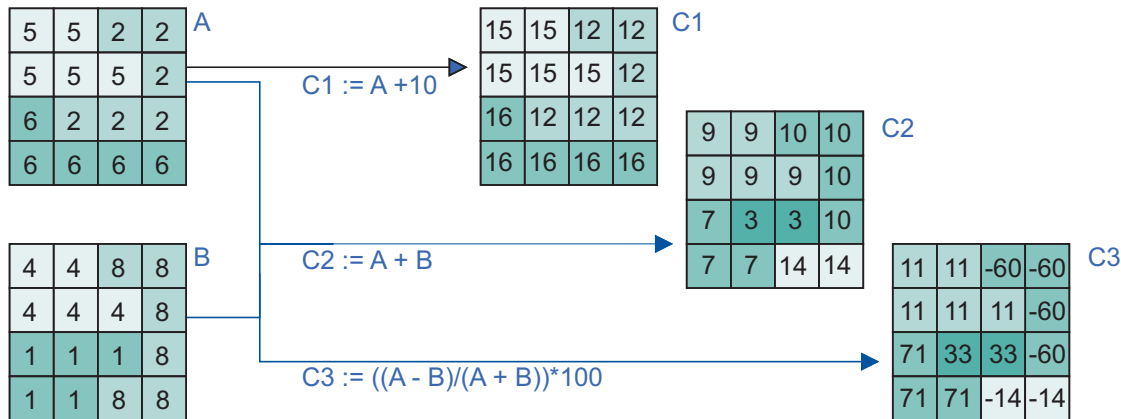 A
5 5 2 2
5 5 5 2
6 2 2 2
6 6 6 6
C1 := A +10
C1
15 15 12 12
15 15 15 12
16 12 12 12
16 16 16 16
C2
9 9 10 10
9 9 9 10
7 3 3 10
7 7 14 14
C2 := A + B
B
4 4 8 8
4 4 4 8
1 1 1 8
1 1 8 8
C3 := ((A - B)/(A + B))*100
C3
11 11 -60 -60
11 11 11 -60
71 33 33 -60
71 71 -14 -14